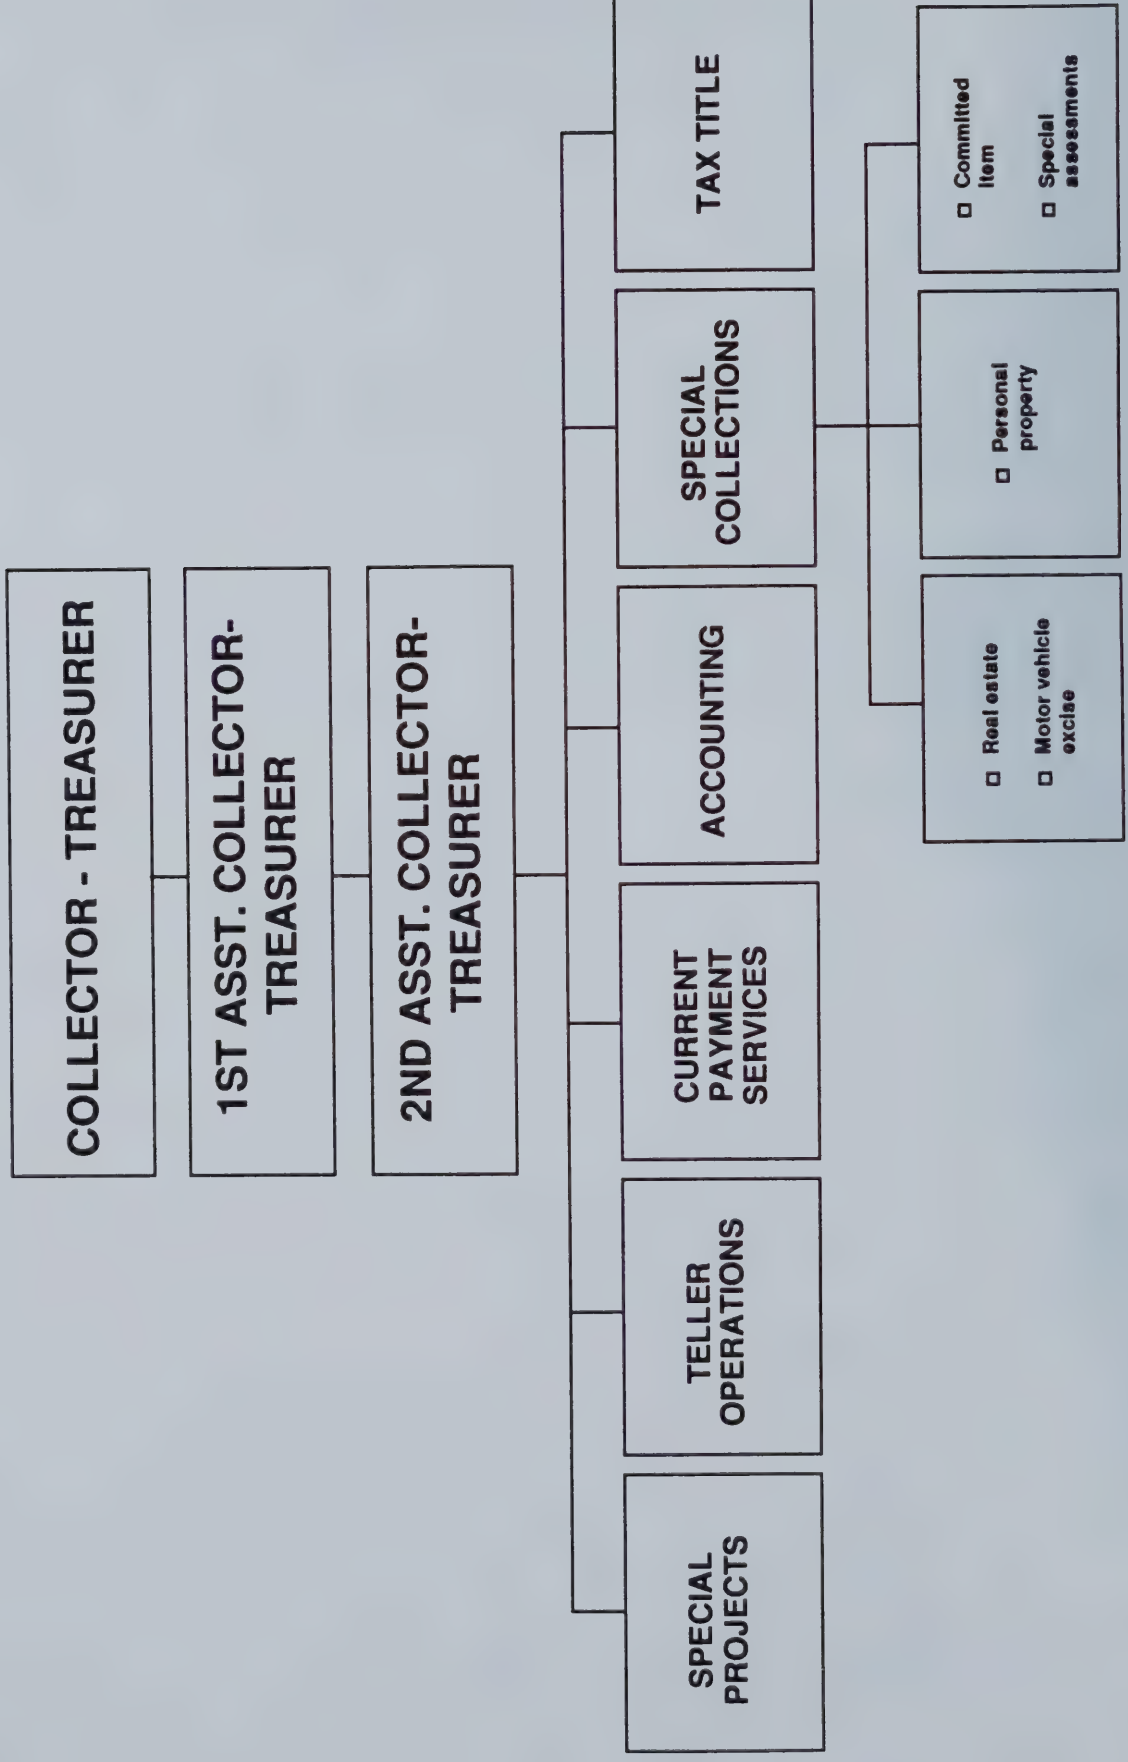 COLLECTOR - TREASURER
1ST ASST. COLLECTOR-
TREASURER
2ND ASST. COLLECTOR-
TREASURER
SPECIAL
PROJECTS
TELLER
OPERATIONS
CURRENT
PAYMENT
SERVICES
ACCOUNTING
SPECIAL
COLLECTIONS
TAX TITLE
Real estate
Motor vehicle
excise
Personal
property
Committed
item
Special
assessments